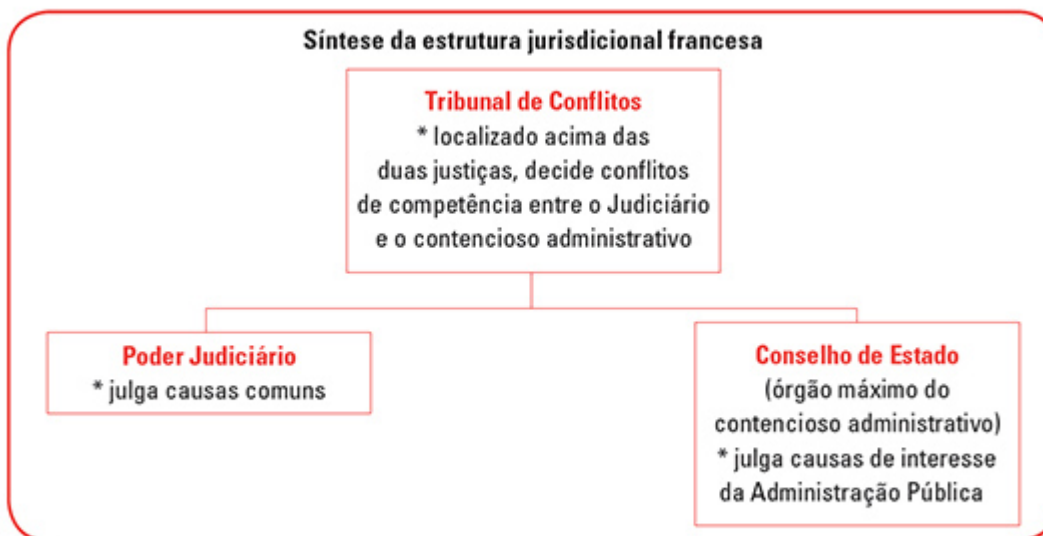 Síntese da estrutura jurisdicional francesa
Tribunal de Conflitos
* localizado acima das
duas justiças, decide conflitos
de competência entre o Judiciário
e o contencioso administrativo
Poder Judiciário
* julga causas comuns
Conselho de Estado
(órgão máximo do
contencioso administrativo)
* julga causas de interesse
da Administração Pública